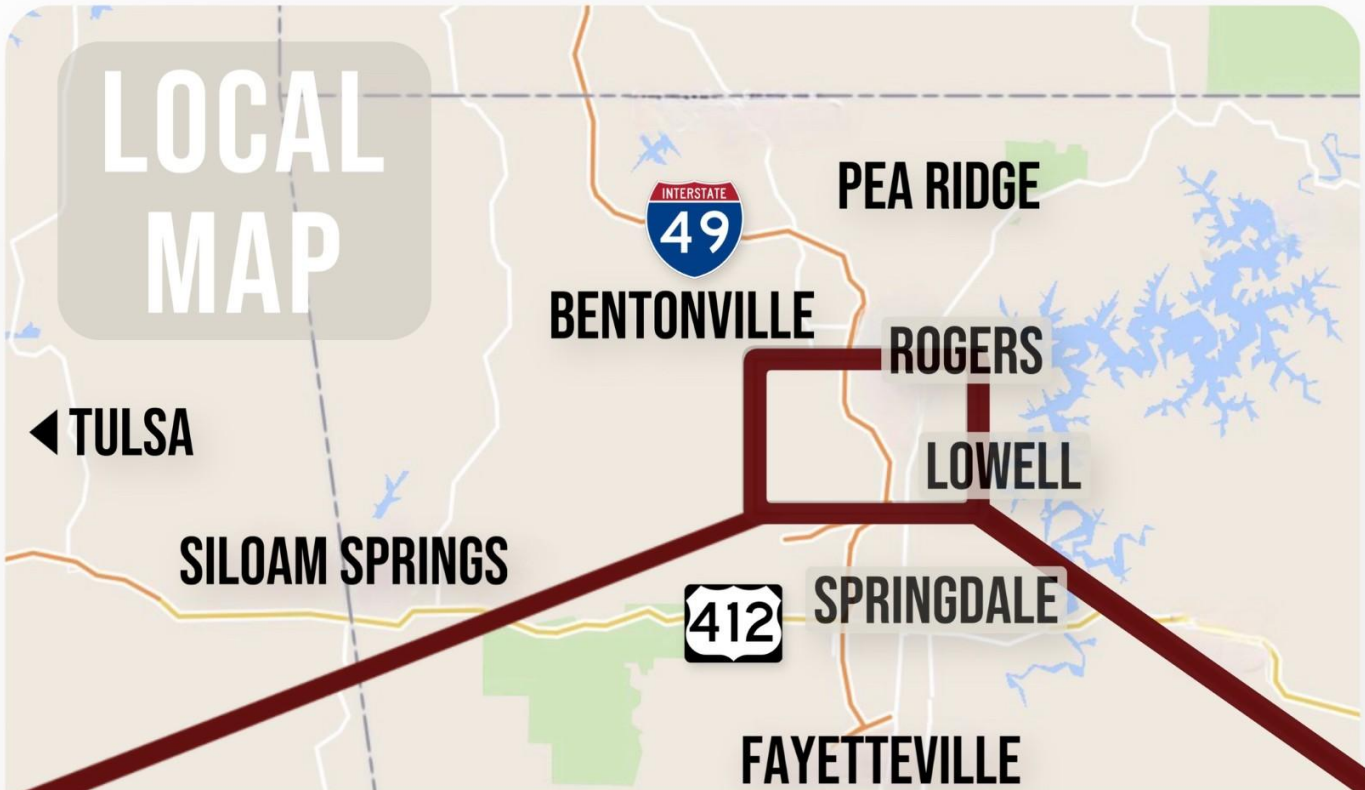 LOCAL
MAP
PEA RIDGE
INTERSTATE
49
BENTONVILLE
ROGERS
TULSA
LOWELL
SILOAM SPRINGS
SPRINGDALE
412
FAYETTEVILLE